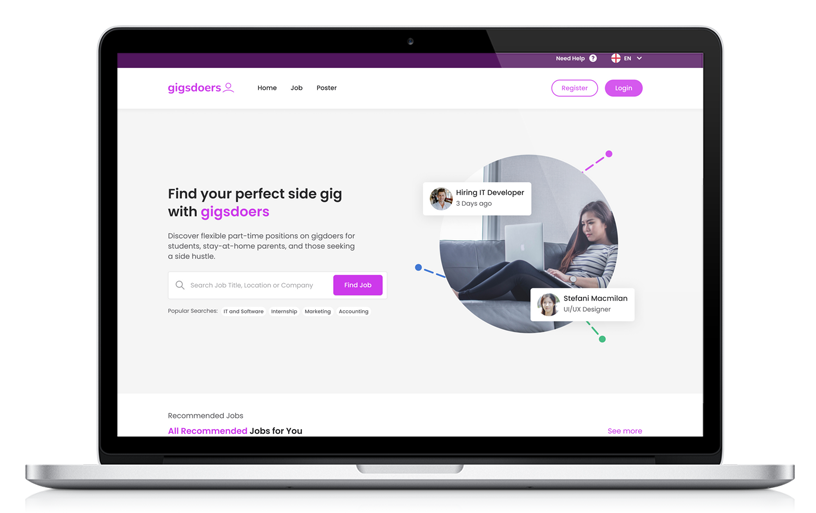 Need Help ?
EN
gigsdoers
Home
Job
Poster
Register
Login
Find your perfect side gig
with gigsdoers
Discover flexible part-time positions on gigdoers for
students, stay-at-home parents, and those seeking
a side hustle.
Search Job Title, Location or Company
Find Job
Popular Searches: IT and Software Internship Marketing Accounting
Hiring IT Developer
3 Days ago
Stefani Macmilan
UI/UX Designer
Recommended Jobs
All Recommended Jobs for You
See more